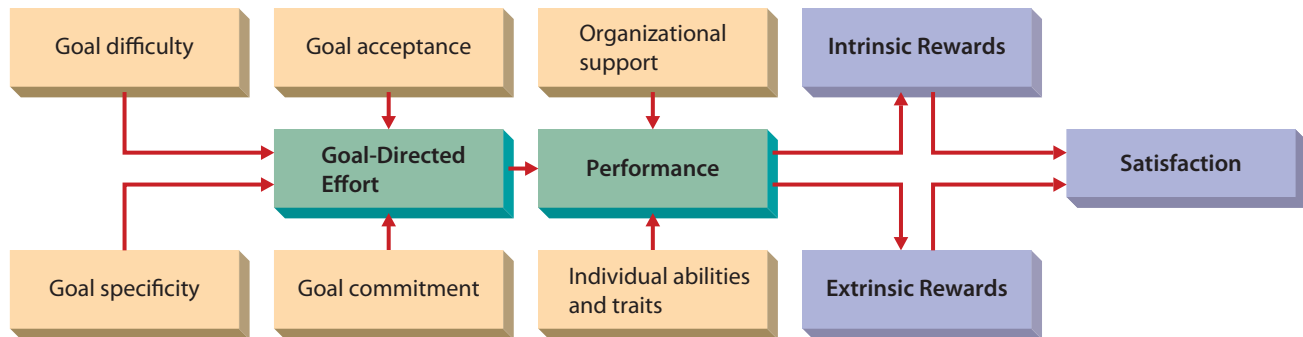 Goal difficulty
Goal acceptance
Organizational
support
Intrinsic Rewards
Goal-Directed
Effort
Performance
Satisfaction
Goal specificity
Goal commitment
Individual abilities
and traits
Extrinsic Rewards